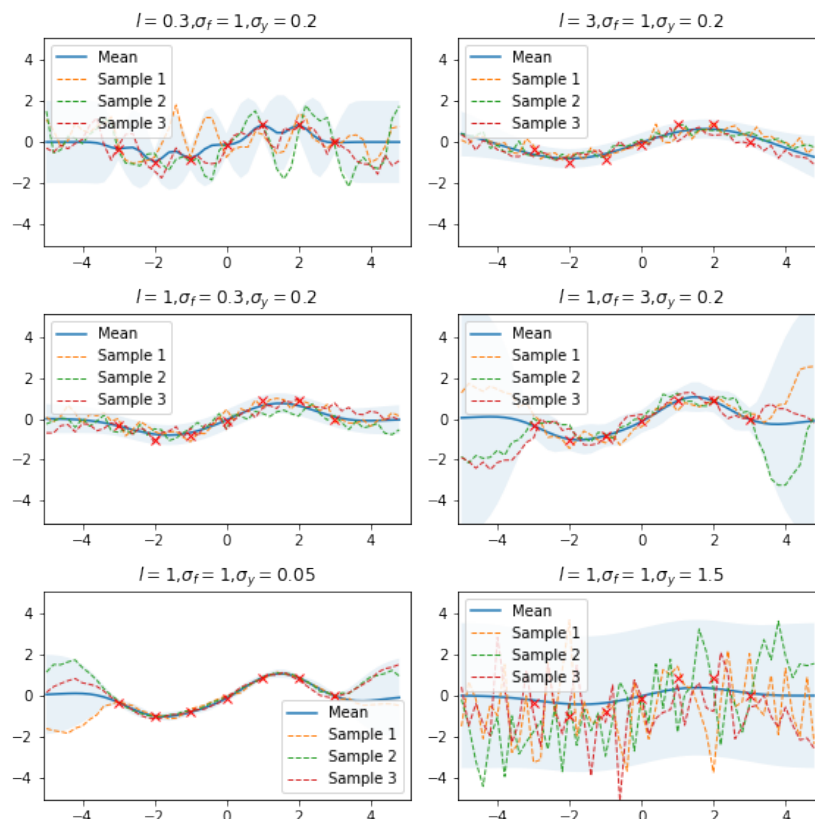 l = 0.3,σ_f = 1,σ_y = 0.2
4
2
0
−2
−4
Mean
Sample 1
Sample 2
Sample 3
−4 −2 0 2 4
l = 3,σ_f = 1,σ_y = 0.2
4
2
0
−2
−4
Mean
Sample 1
Sample 2
Sample 3
−4 −2 0 2 4
l = 1,σ_f = 0.3,σ_y = 0.2
4
2
0
−2
−4
Mean
Sample 1
Sample 2
Sample 3
−4 −2 0 2 4
l = 1,σ_f = 3,σ_y = 0.2
4
2
0
−2
−4
Mean
Sample 1
Sample 2
Sample 3
−4 −2 0 2 4
l = 1,σ_f = 1,σ_y = 0.05
4
2
0
−2
−4
Mean
Sample 1
Sample 2
Sample 3
−4 −2 0 2 4
l = 1,σ_f = 1,σ_y = 1.5
4
2
0
−2
−4
Mean
Sample 1
Sample 2
Sample 3
−4 −2 0 2 4